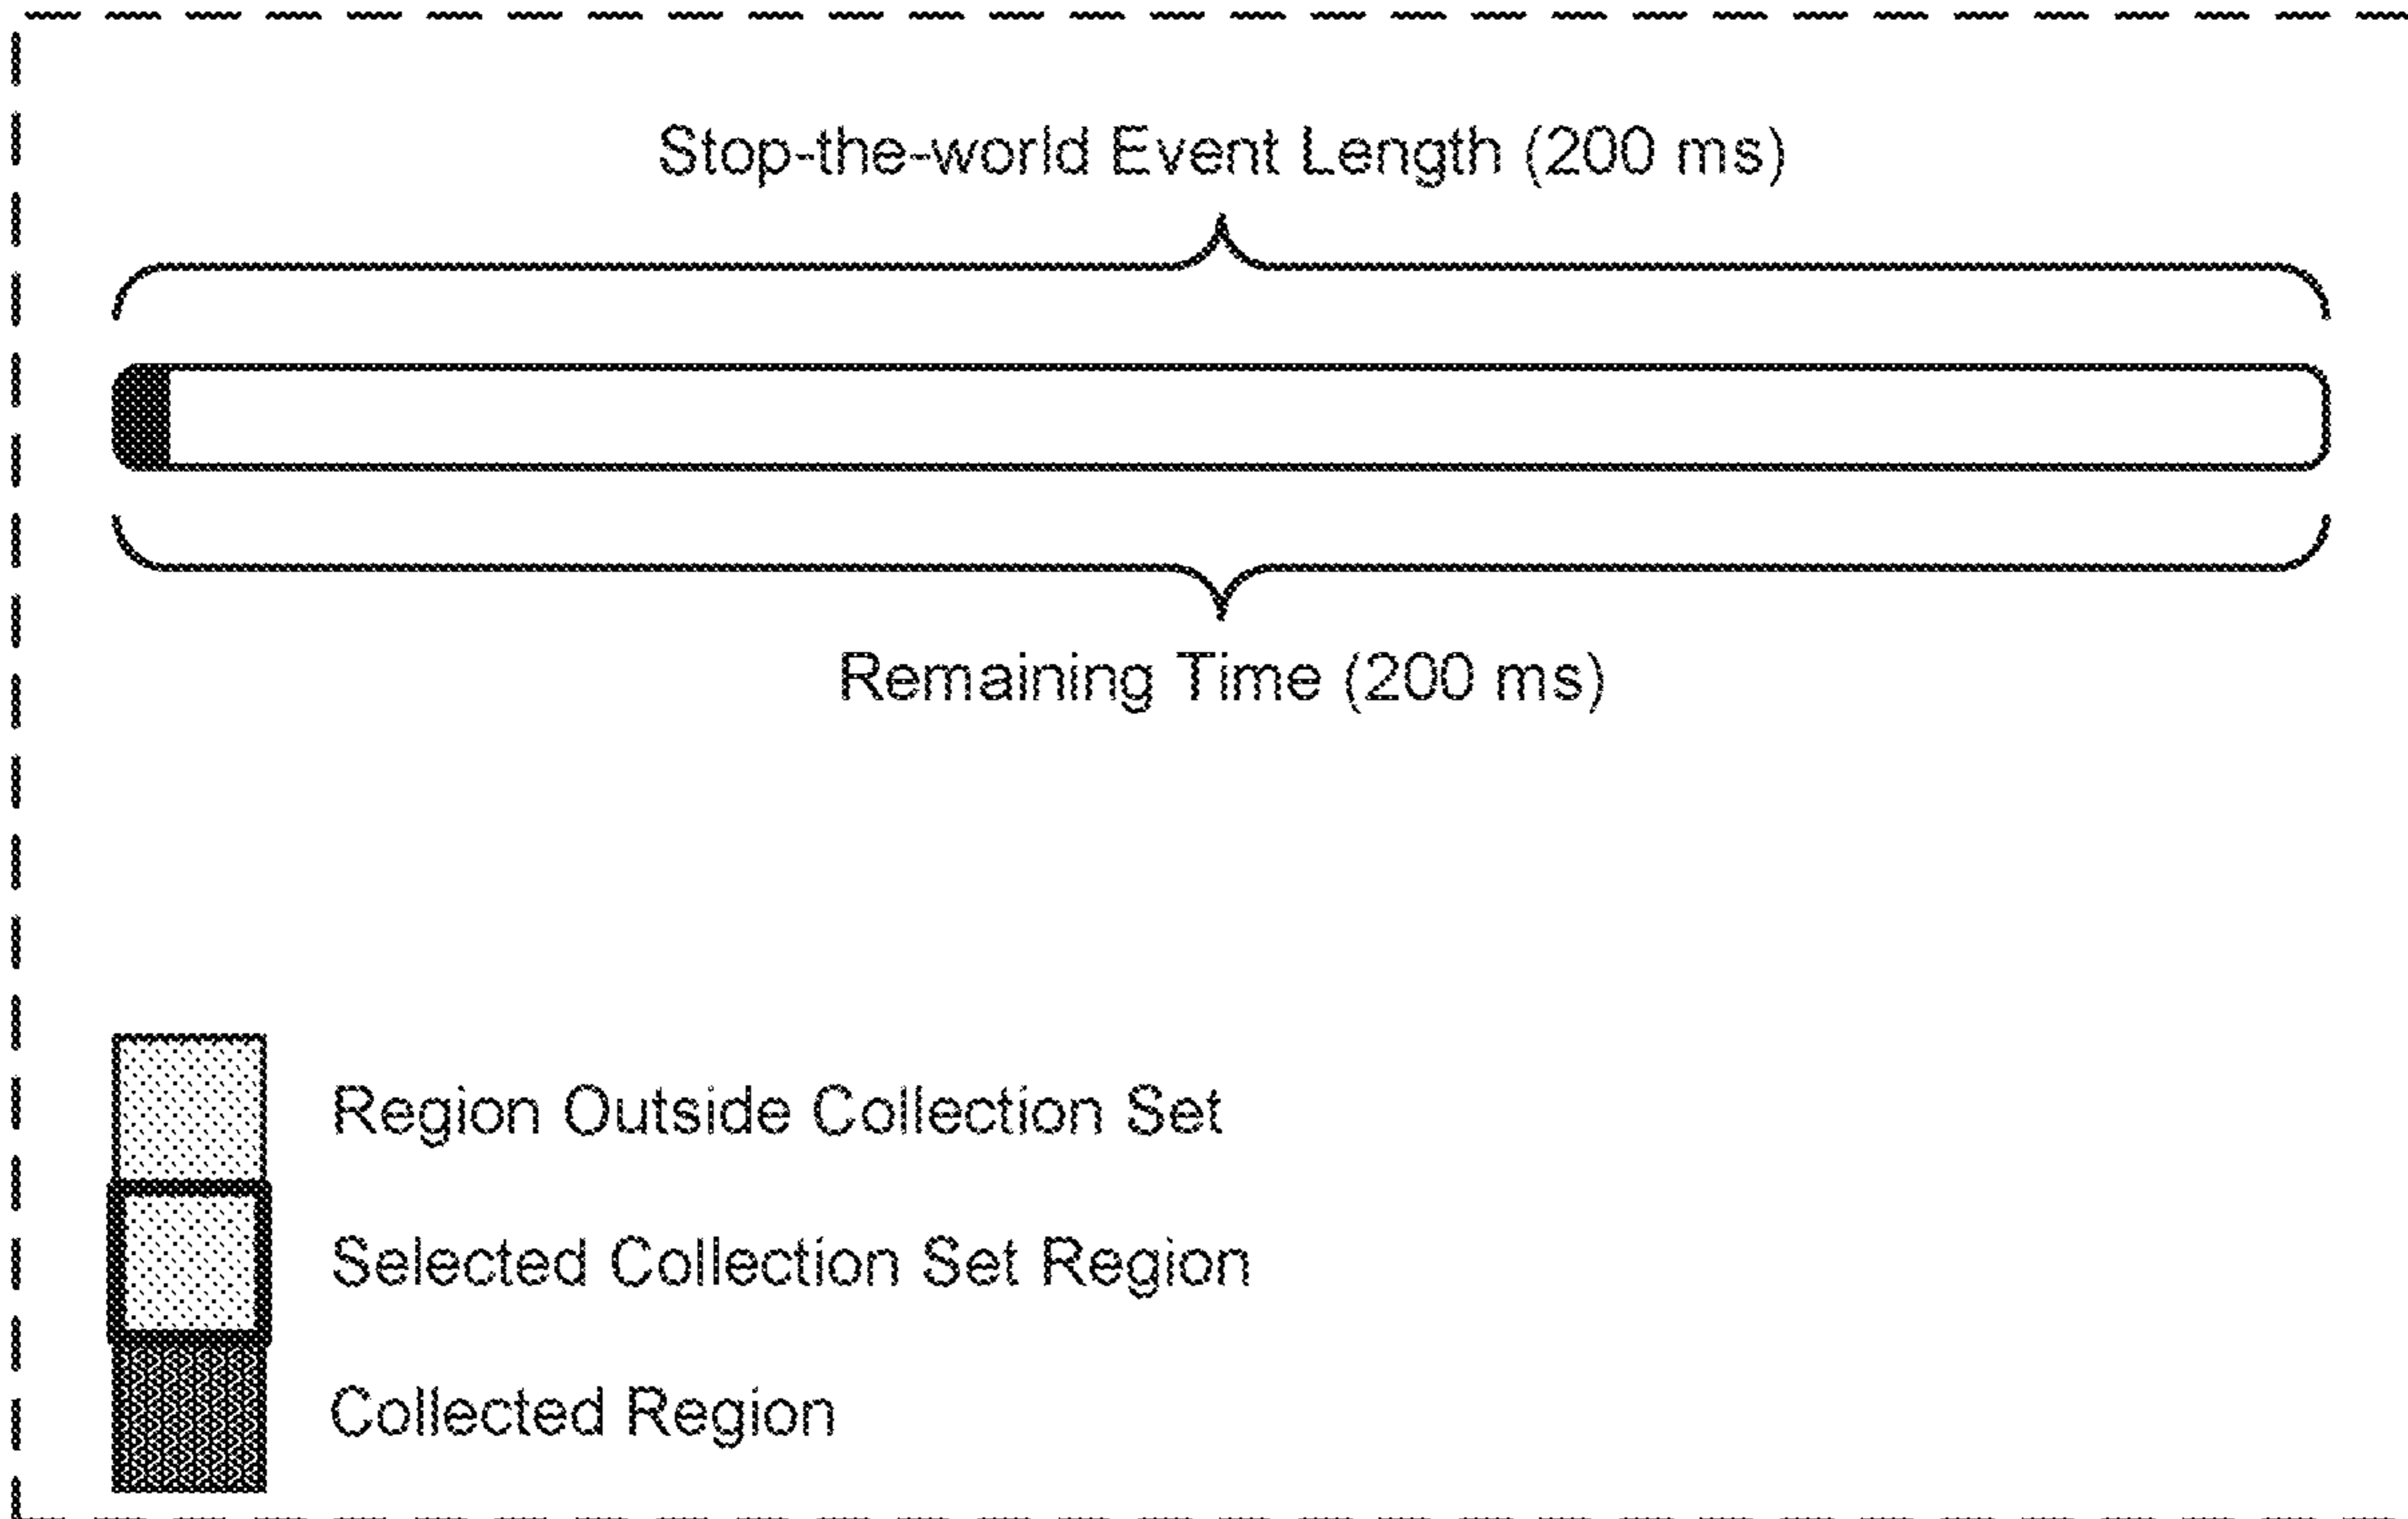 Stop-the-world Event Length (200 ms)
Remaining Time (200 ms)
Region Outside Collection Set
Selected Collection Set Region
Collected Region